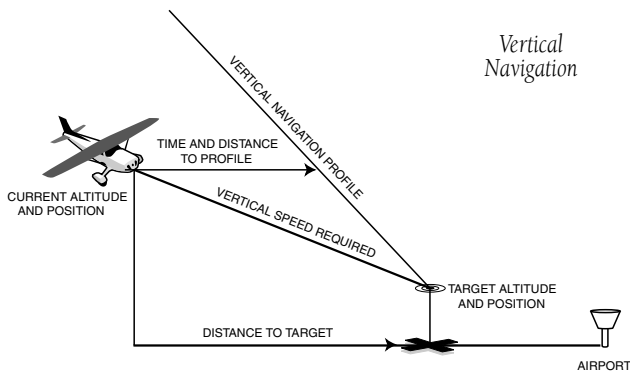 Vertical
Navigation
VERTICAL NAVIGATION PROFILE
TIME AND DISTANCE
TO PROFILE
CURRENT ALTITUDE
AND POSITION
VERTICAL SPEED REQUIRED
TARGET ALTITUDE
AND POSITION
DISTANCE TO TARGET
AIRPORT